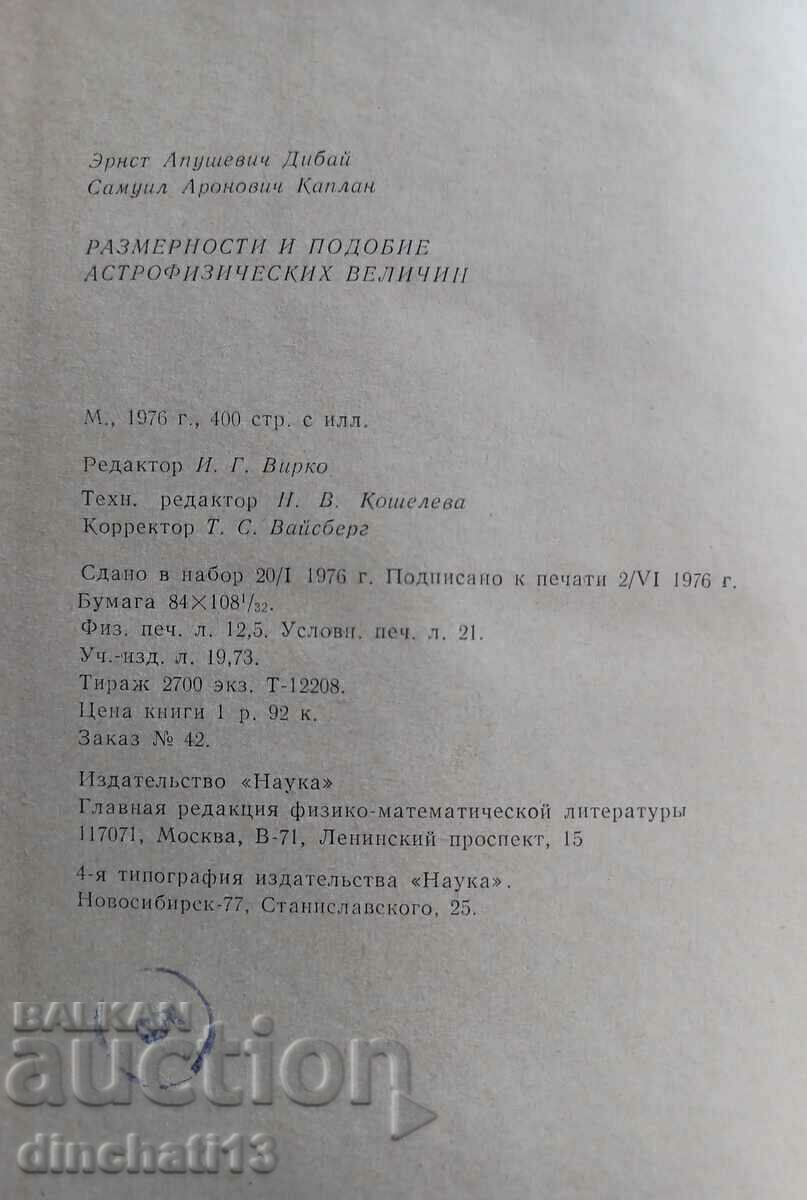 Эрнст Апушевич Дибай
Самуил Аронович Каплан
РАЗМЕРНОСТИ И ПОДОБИЕ
АСТРОФИЗИЧЕСКИХ ВЕЛИЧИН
М., 1976 г., 400 стр. с илл.
Редактор И. Г. Вирко
Техн. редактор Н. В. Кошелева
Корректор Т. С. Вайсберг
Сдано в набор 20/I 1976 г. Подписано к печати 2/VI 1976 г.
Бумага 84×108¹/₃₂.
Физ. печ. л. 12,5. Условн. печ. л. 21.
Уч.-изд. л. 19,73.
Тираж 2700 экз. Т-12208.
Цена книги 1 р. 92 к.
Заказ № 42.
Издательство «Наука»
Главная редакция физико-математической литературы
117071, Москва, В-71, Ленинский проспект, 15
4-я типография издательства «Наука».
Новосибирск-77, Станиславского, 25.
BALKAN
auction
dinchati13